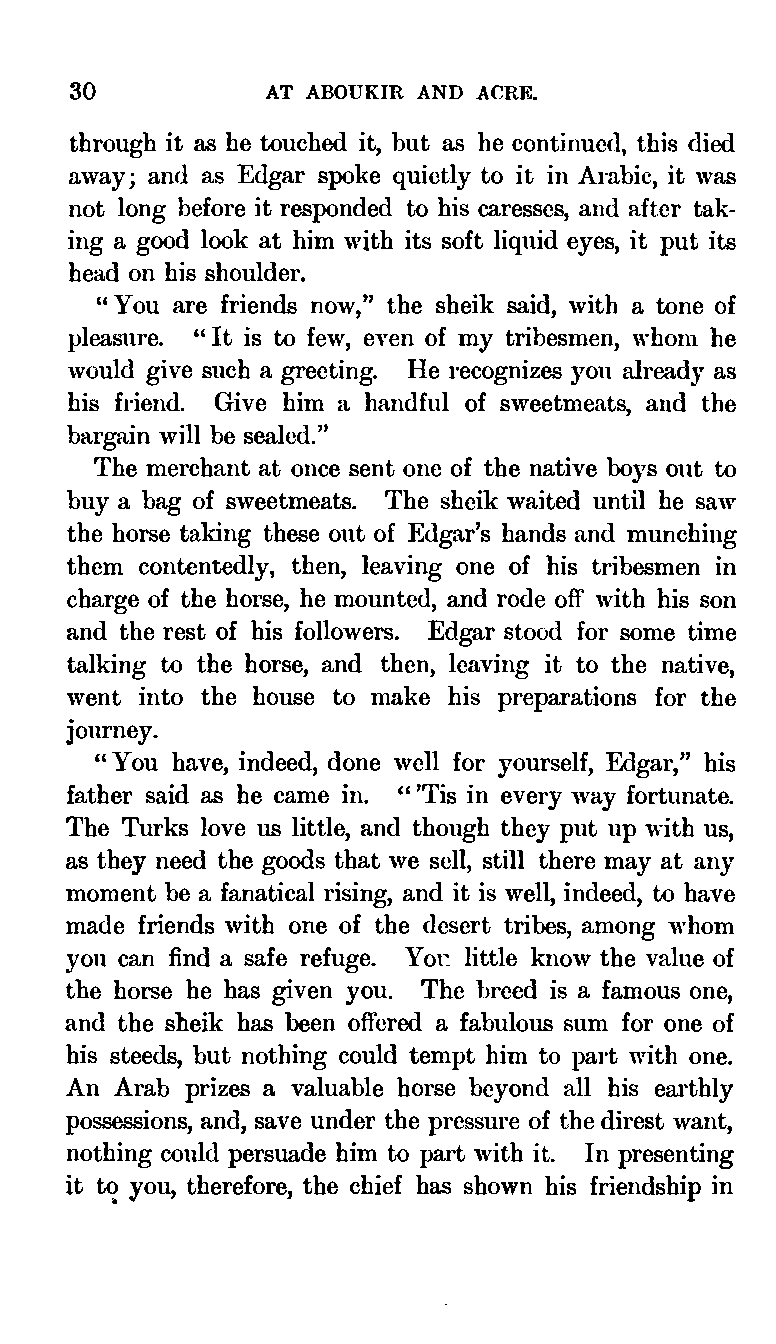 30 AT ABOUKIR AND ACRE.
through it as he touched it, but as he continued, this died
away; and as Edgar spoke quietly to it in Arabic, it was
not long before it responded to his caresses, and after tak-
ing a good look at him with its soft liquid eyes, it put its
head on his shoulder.
"You are friends now," the sheik said, with a tone of
pleasure. "It is to few, even of my tribesmen, whom he
would give such a greeting. He recognizes you already as
his friend. Give him a handful of sweetmeats, and the
bargain will be sealed."
The merchant at once sent one of the native boys out to
buy a bag of sweetmeats. The sheik waited until he saw
the horse taking these out of Edgar's hands and munching
them contentedly, then, leaving one of his tribesmen in
charge of the horse, he mounted, and rode off with his son
and the rest of his followers. Edgar stood for some time
talking to the horse, and then, leaving it to the native,
went into the house to make his preparations for the
journey.
"You have, indeed, done well for yourself, Edgar," his
father said as he came in. "'Tis in every way fortunate.
The Turks love us little, and though they put up with us,
as they need the goods that we sell, still there may at any
moment be a fanatical rising, and it is well, indeed, to have
made friends with one of the desert tribes, among whom
you can find a safe refuge. You little know the value of
the horse he has given you. The breed is a famous one,
and the sheik has been offered a fabulous sum for one of
his steeds, but nothing could tempt him to part with one.
An Arab prizes a valuable horse beyond all his earthly
possessions, and, save under the pressure of the direst want,
nothing could persuade him to part with it. In presenting
it to you, therefore, the chief has shown his friendship in